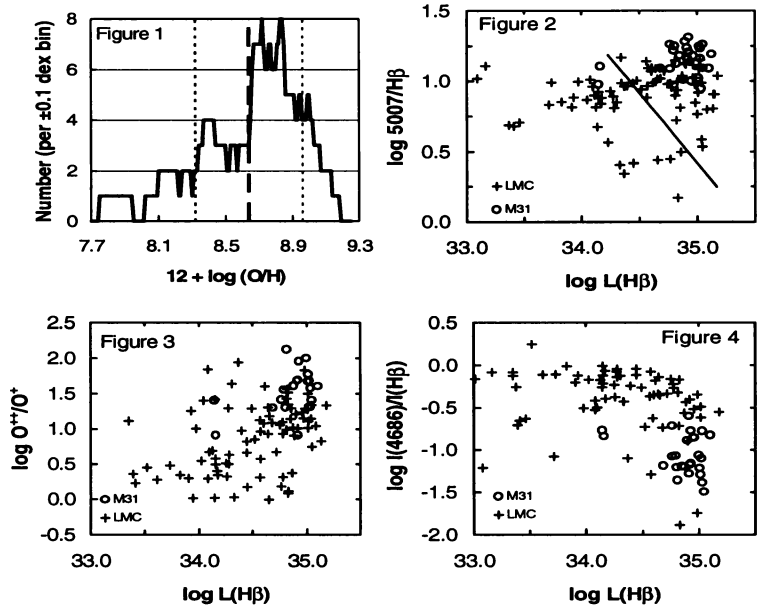 Figure 1
Number (per ±0.1 dex bin)
8
6
4
2
0
7.7 8.1 8.5 8.9 9.3
12 + log (O/H)
Figure 2
log 5007/Hβ
1.5
1.0
0.5
0.0
LMC
M31
33.0 34.0 35.0
log L(Hβ)
Figure 3
log O⁺⁺/O⁺
2.5
2.0
1.5
1.0
0.5
0.0
-0.5
M31
LMC
33.0 34.0 35.0
log L(Hβ)
Figure 4
log I(4686)/I(Hβ)
0.5
-0.0
-0.5
-1.0
-1.5
-2.0
M31
LMC
33.0 34.0 35.0
log L(Hβ)